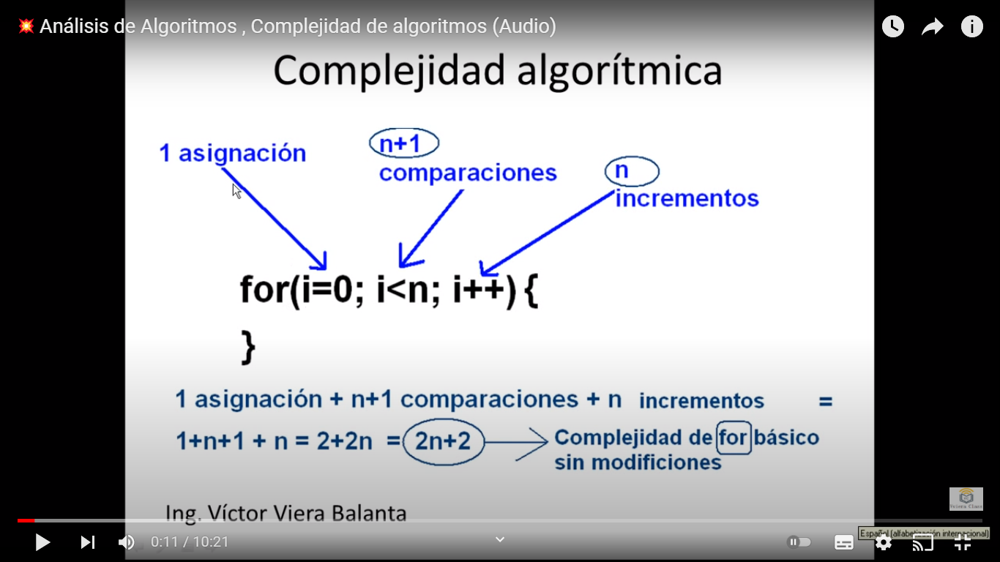 💥 Análisis de Algoritmos , Complejidad de algoritmos (Audio)
Complejidad algorítmica
1 asignación
n+1
comparaciones
n
incrementos
for(i=0; i<n; i++) {
}
1 asignación + n+1 comparaciones + n incrementos =
1+n+1 + n = 2+2n = 2n+2
Complejidad de for básico
sin modificiones
Ing. Víctor Viera Balanta
Vviera Class
0:11 / 10:21
Español (alfabetización internacional)